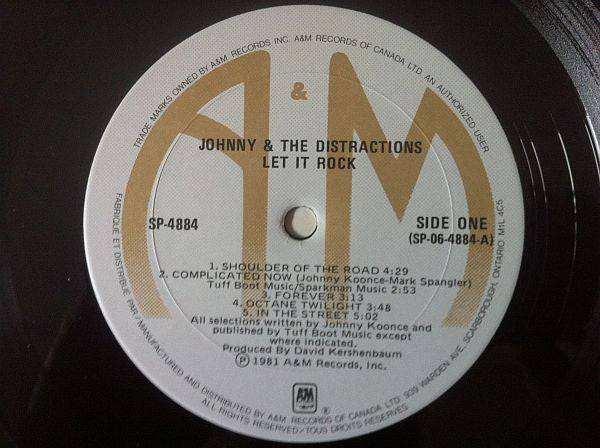 TRADE MARKS OWNED BY A&M RECORDS INC. A&M RECORDS OF CANADA LTD. AN AUTHORIZED USER
A&M
JOHNNY & THE DISTRACTIONS
LET IT ROCK
SP-4884
SIDE ONE
(SP-06-4884-A)
1. SHOULDER OF THE ROAD 4:29
2. COMPLICATED NOW (Johnny Koonce-Mark Spangler)
Tuff Boot Music/Sparkman Music 2:53
3. FOREVER 3:13
4. OCTANE TWILIGHT 3:48
5. IN THE STREET 5:02
All selections written by Johnny Koonce and
published by Tuff Boot Music except
where indicated.
Produced By David Kershenbaum
Ⓟ 1981 A&M Records, Inc.
A&M ®
FABRIQUÉ ET DISTRIBUÉ PAR/MANUFACTURED AND DISTRIBUTED BY A&M RECORDS OF CANADA LTD. 939 WARDEN AVE. SCARBOROUGH, ONTARIO M1L 4C5
ALL RIGHTS RESERVED/TOUS DROITS RESERVÉS